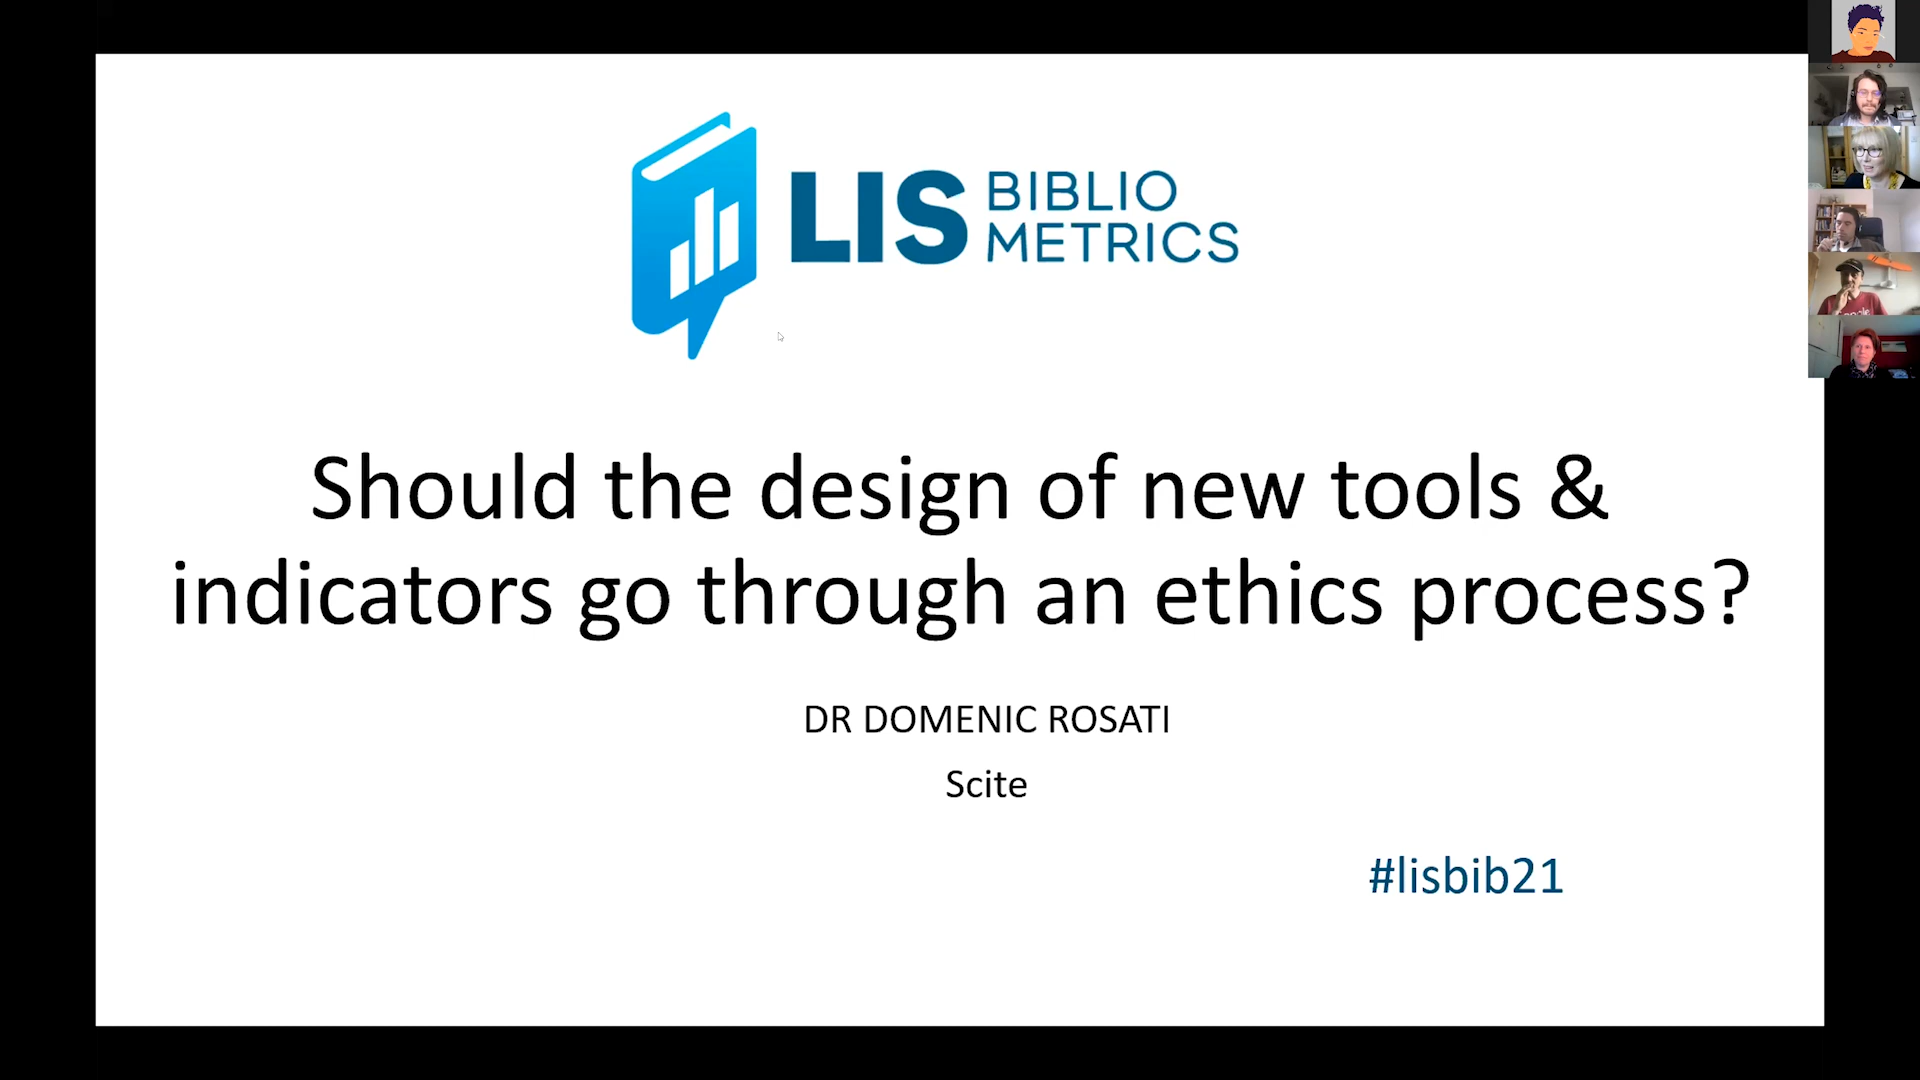 LIS BIBLIO
METRICS
Should the design of new tools &
indicators go through an ethics process?
DR DOMENIC ROSATI
Scite
#lisbib21